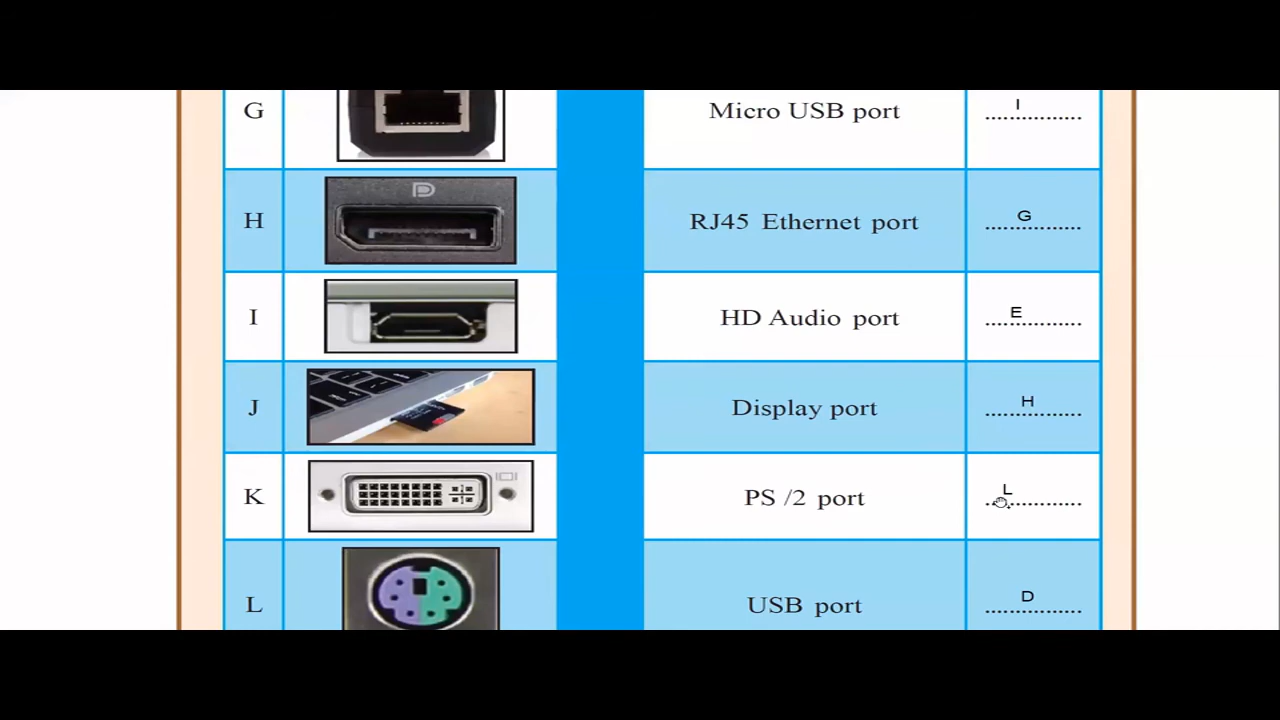 G Micro USB port I
H RJ45 Ethernet port G
I HD Audio port E
J Display port H
K PS /2 port L
L USB port D